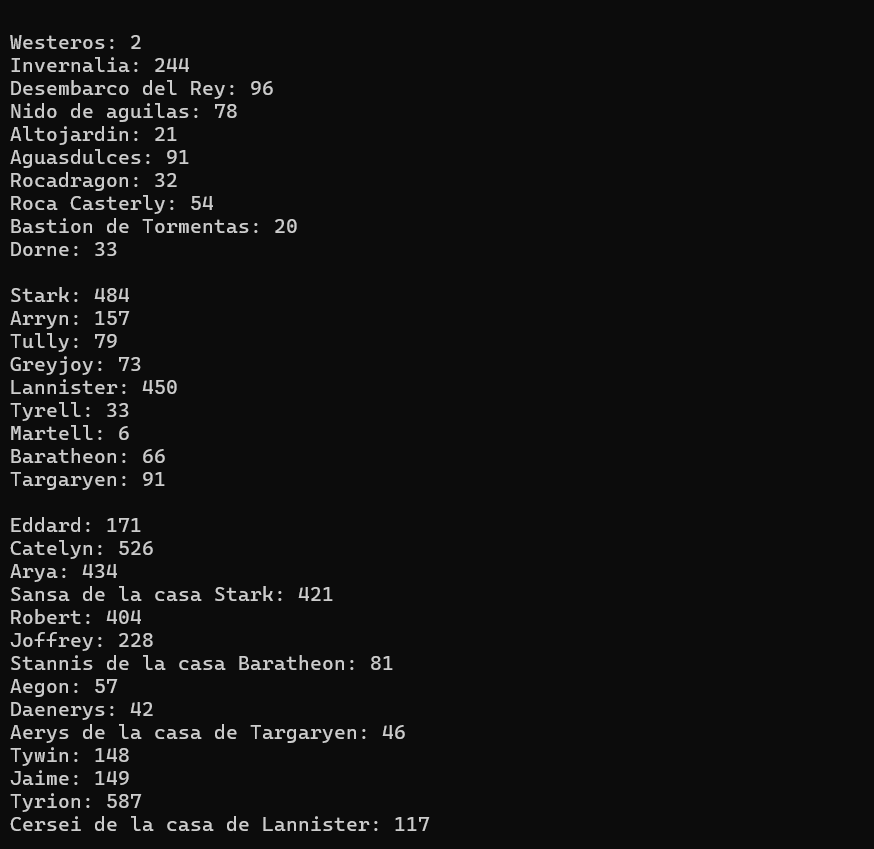 Westeros: 2
Invernalia: 244
Desembarco del Rey: 96
Nido de aguilas: 78
Altojardin: 21
Aguasdulces: 91
Rocadragon: 32
Roca Casterly: 54
Bastion de Tormentas: 20
Dorne: 33

Stark: 484
Arryn: 157
Tully: 79
Greyjoy: 73
Lannister: 450
Tyrell: 33
Martell: 6
Baratheon: 66
Targaryen: 91

Eddard: 171
Catelyn: 526
Arya: 434
Sansa de la casa Stark: 421
Robert: 404
Joffrey: 228
Stannis de la casa Baratheon: 81
Aegon: 57
Daenerys: 42
Aerys de la casa de Targaryen: 46
Tywin: 148
Jaime: 149
Tyrion: 587
Cersei de la casa de Lannister: 117